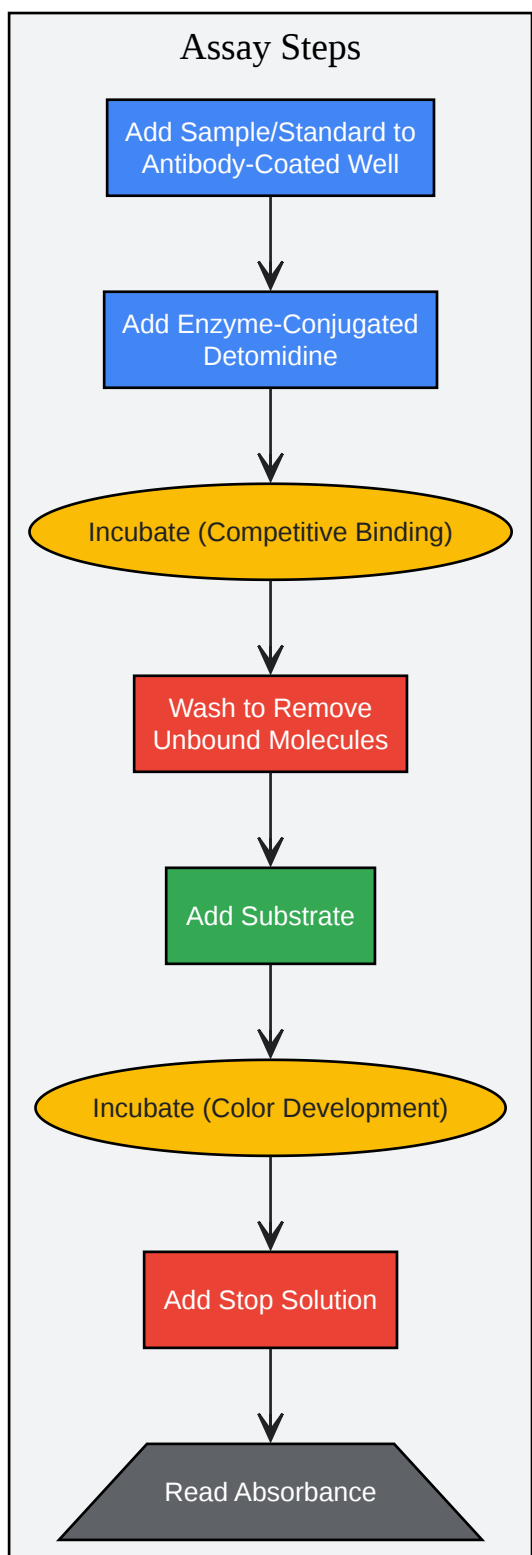 Assay Steps
Add Sample/Standard to
Antibody-Coated Well
Add Enzyme-Conjugated
Detomidine
Incubate (Competitive Binding)
Wash to Remove
Unbound Molecules
Add Substrate
Incubate (Color Development)
Add Stop Solution
Read Absorbance